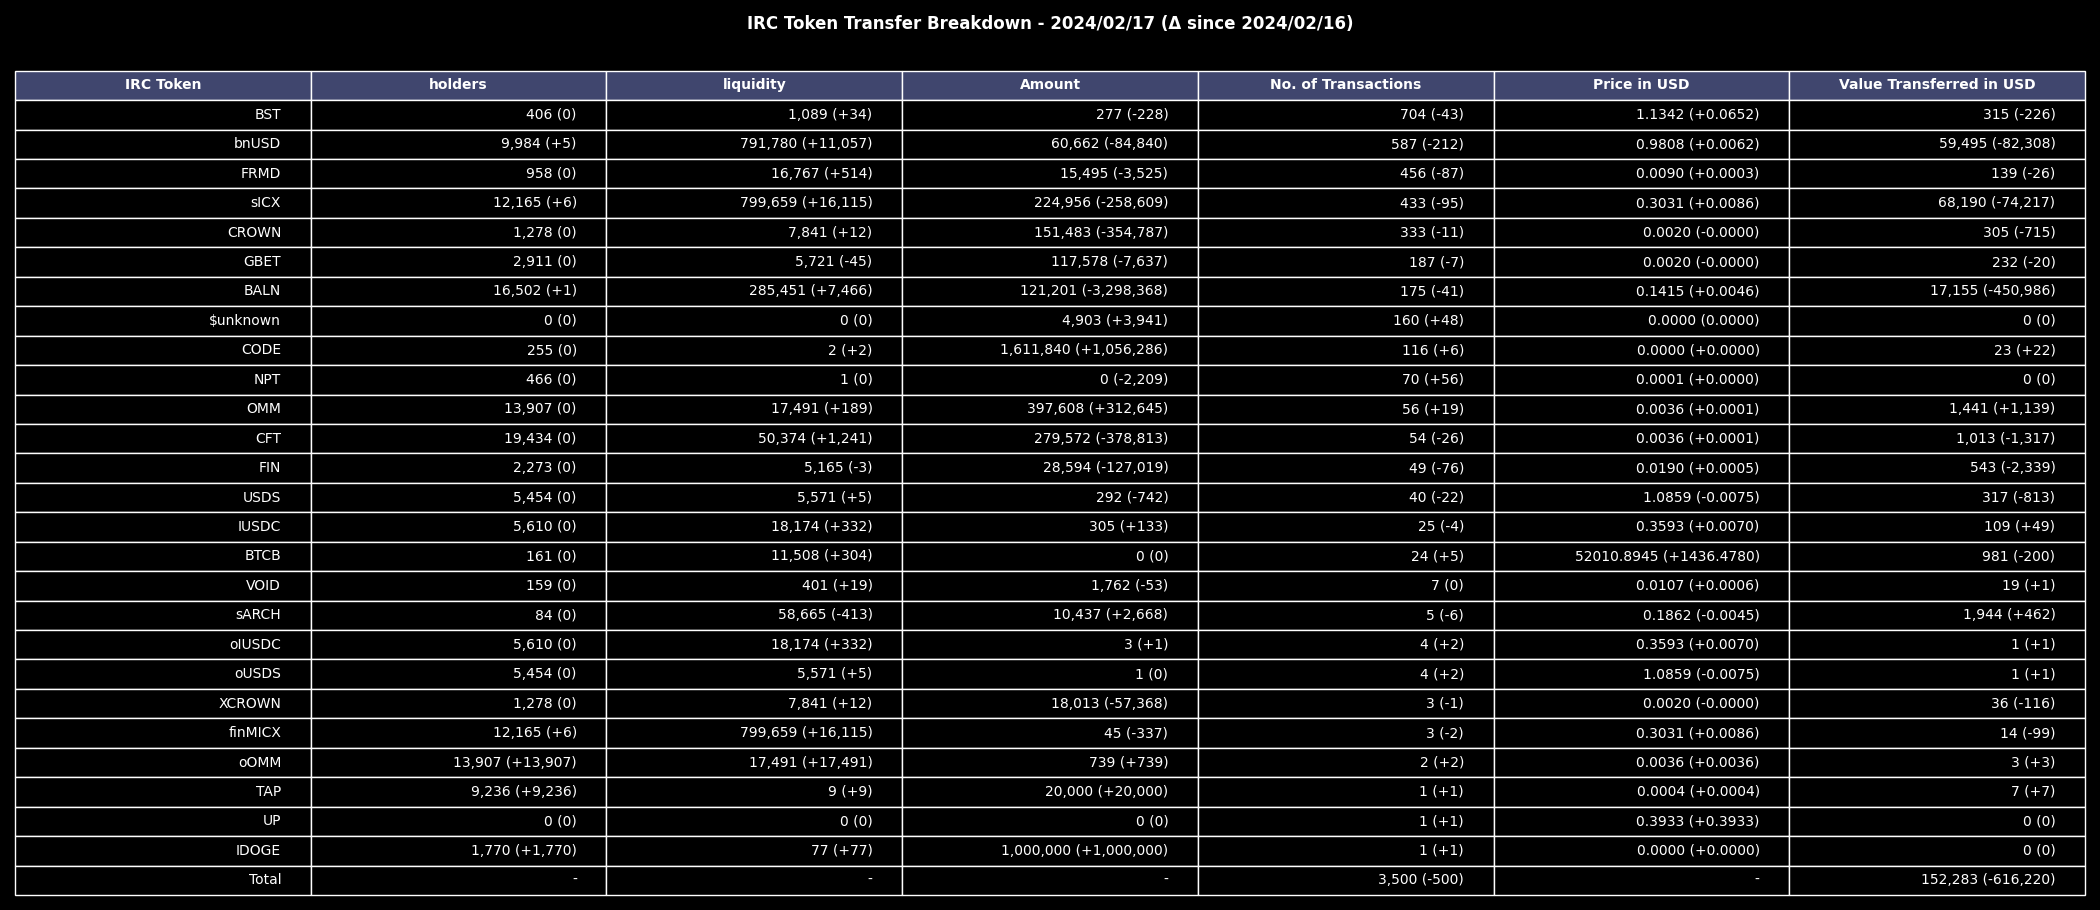 IRC Token Transfer Breakdown - 2024/02/17 (Δ since 2024/02/16)
IRC Token holders liquidity Amount No. of Transactions Price in USD Value Transferred in USD
BST 406 (0) 1,089 (+34) 277 (-228) 704 (-43) 1.1342 (+0.0652) 315 (-226)
bnUSD 9,984 (+5) 791,780 (+11,057) 60,662 (-84,840) 587 (-212) 0.9808 (+0.0062) 59,495 (-82,308)
FRMD 958 (0) 16,767 (+514) 15,495 (-3,525) 456 (-87) 0.0090 (+0.0003) 139 (-26)
sICX 12,165 (+6) 799,659 (+16,115) 224,956 (-258,609) 433 (-95) 0.3031 (+0.0086) 68,190 (-74,217)
CROWN 1,278 (0) 7,841 (+12) 151,483 (-354,787) 333 (-11) 0.0020 (-0.0000) 305 (-715)
GBET 2,911 (0) 5,721 (-45) 117,578 (-7,637) 187 (-7) 0.0020 (-0.0000) 232 (-20)
BALN 16,502 (+1) 285,451 (+7,466) 121,201 (-3,298,368) 175 (-41) 0.1415 (+0.0046) 17,155 (-450,986)
$unknown 0 (0) 0 (0) 4,903 (+3,941) 160 (+48) 0.0000 (0.0000) 0 (0)
CODE 255 (0) 2 (+2) 1,611,840 (+1,056,286) 116 (+6) 0.0000 (+0.0000) 23 (+22)
NPT 466 (0) 1 (0) 0 (-2,209) 70 (+56) 0.0001 (+0.0000) 0 (0)
OMM 13,907 (0) 17,491 (+189) 397,608 (+312,645) 56 (+19) 0.0036 (+0.0001) 1,441 (+1,139)
CFT 19,434 (0) 50,374 (+1,241) 279,572 (-378,813) 54 (-26) 0.0036 (+0.0001) 1,013 (-1,317)
FIN 2,273 (0) 5,165 (-3) 28,594 (-127,019) 49 (-76) 0.0190 (+0.0005) 543 (-2,339)
USDS 5,454 (0) 5,571 (+5) 292 (-742) 40 (-22) 1.0859 (-0.0075) 317 (-813)
IUSDC 5,610 (0) 18,174 (+332) 305 (+133) 25 (-4) 0.3593 (+0.0070) 109 (+49)
BTCB 161 (0) 11,508 (+304) 0 (0) 24 (+5) 52010.8945 (+1436.4780) 981 (-200)
VOID 159 (0) 401 (+19) 1,762 (-53) 7 (0) 0.0107 (+0.0006) 19 (+1)
sARCH 84 (0) 58,665 (-413) 10,437 (+2,668) 5 (-6) 0.1862 (-0.0045) 1,944 (+462)
oIUSDC 5,610 (0) 18,174 (+332) 3 (+1) 4 (+2) 0.3593 (+0.0070) 1 (+1)
oUSDS 5,454 (0) 5,571 (+5) 1 (0) 4 (+2) 1.0859 (-0.0075) 1 (+1)
XCROWN 1,278 (0) 7,841 (+12) 18,013 (-57,368) 3 (-1) 0.0020 (-0.0000) 36 (-116)
finMICX 12,165 (+6) 799,659 (+16,115) 45 (-337) 3 (-2) 0.3031 (+0.0086) 14 (-99)
oOMM 13,907 (+13,907) 17,491 (+17,491) 739 (+739) 2 (+2) 0.0036 (+0.0036) 3 (+3)
TAP 9,236 (+9,236) 9 (+9) 20,000 (+20,000) 1 (+1) 0.0004 (+0.0004) 7 (+7)
UP 0 (0) 0 (0) 0 (0) 1 (+1) 0.3933 (+0.3933) 0 (0)
IDOGE 1,770 (+1,770) 77 (+77) 1,000,000 (+1,000,000) 1 (+1) 0.0000 (+0.0000) 0 (0)
Total - - - 3,500 (-500) - 152,283 (-616,220)